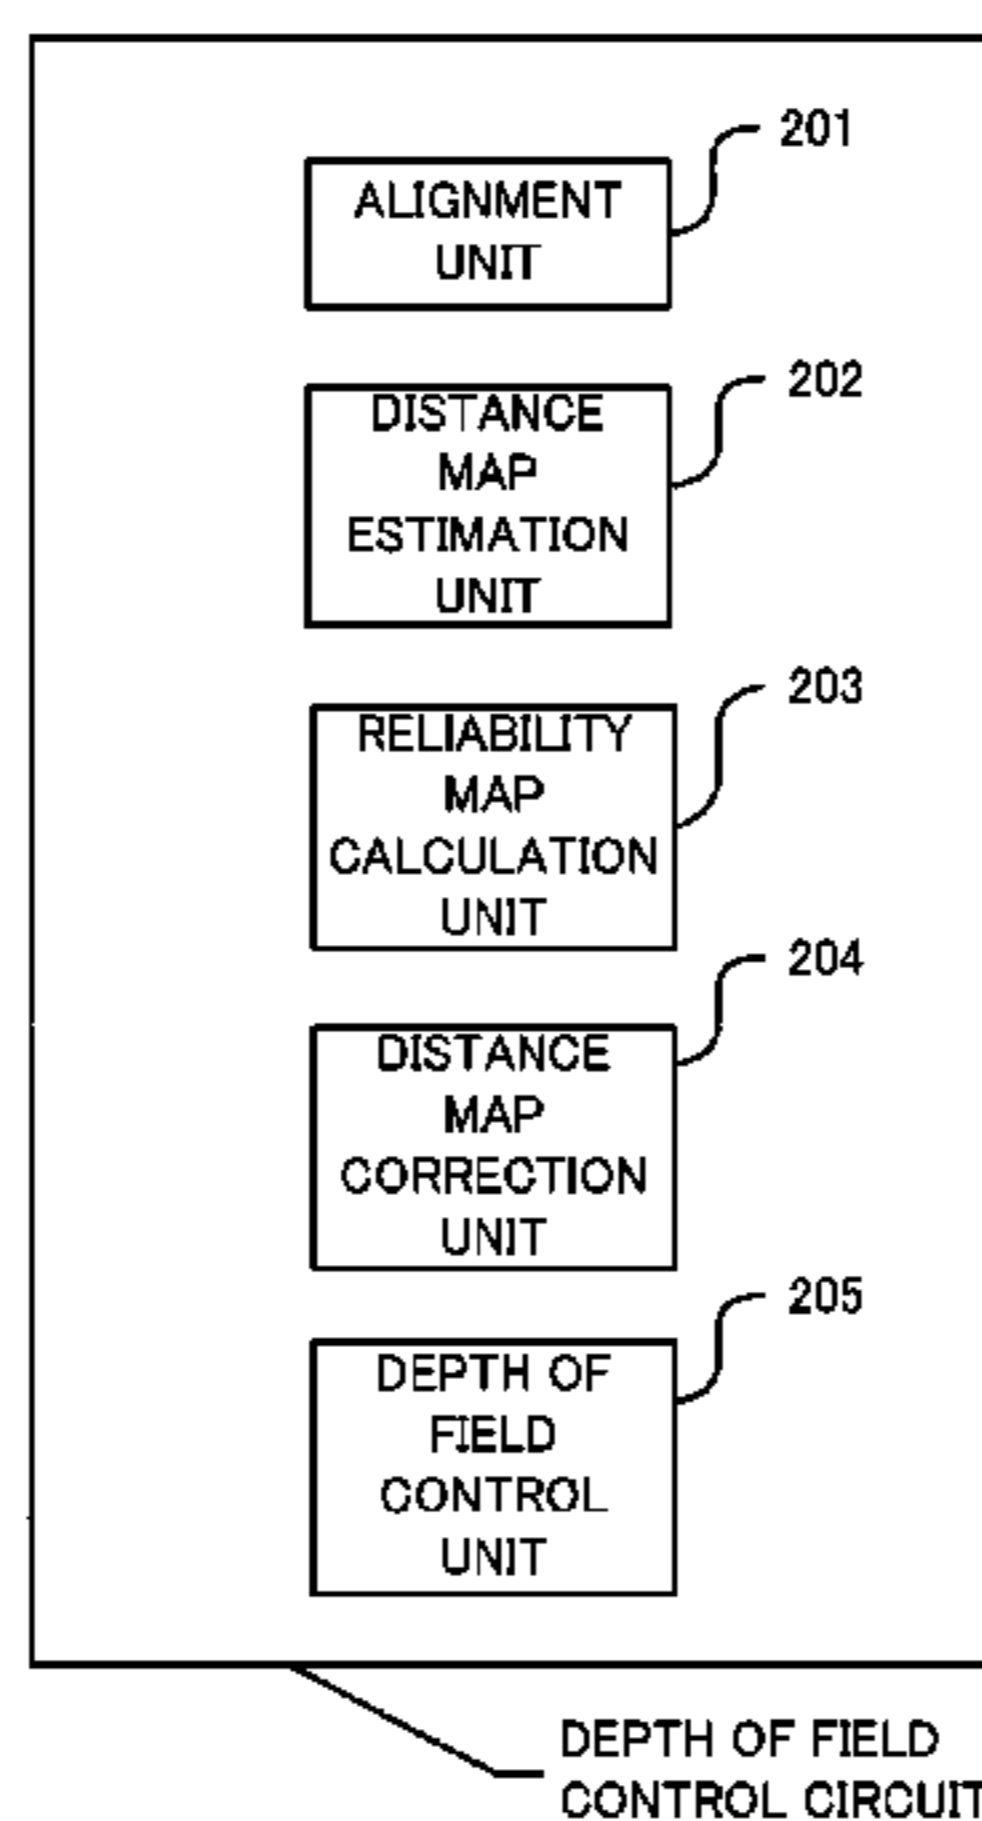 201
ALIGNMENT
UNIT
202
DISTANCE
MAP
ESTIMATION
UNIT
203
RELIABILITY
MAP
CALCULATION
UNIT
204
DISTANCE
MAP
CORRECTION
UNIT
205
DEPTH OF
FIELD
CONTROL
UNIT
DEPTH OF FIELD
CONTROL CIRCUIT